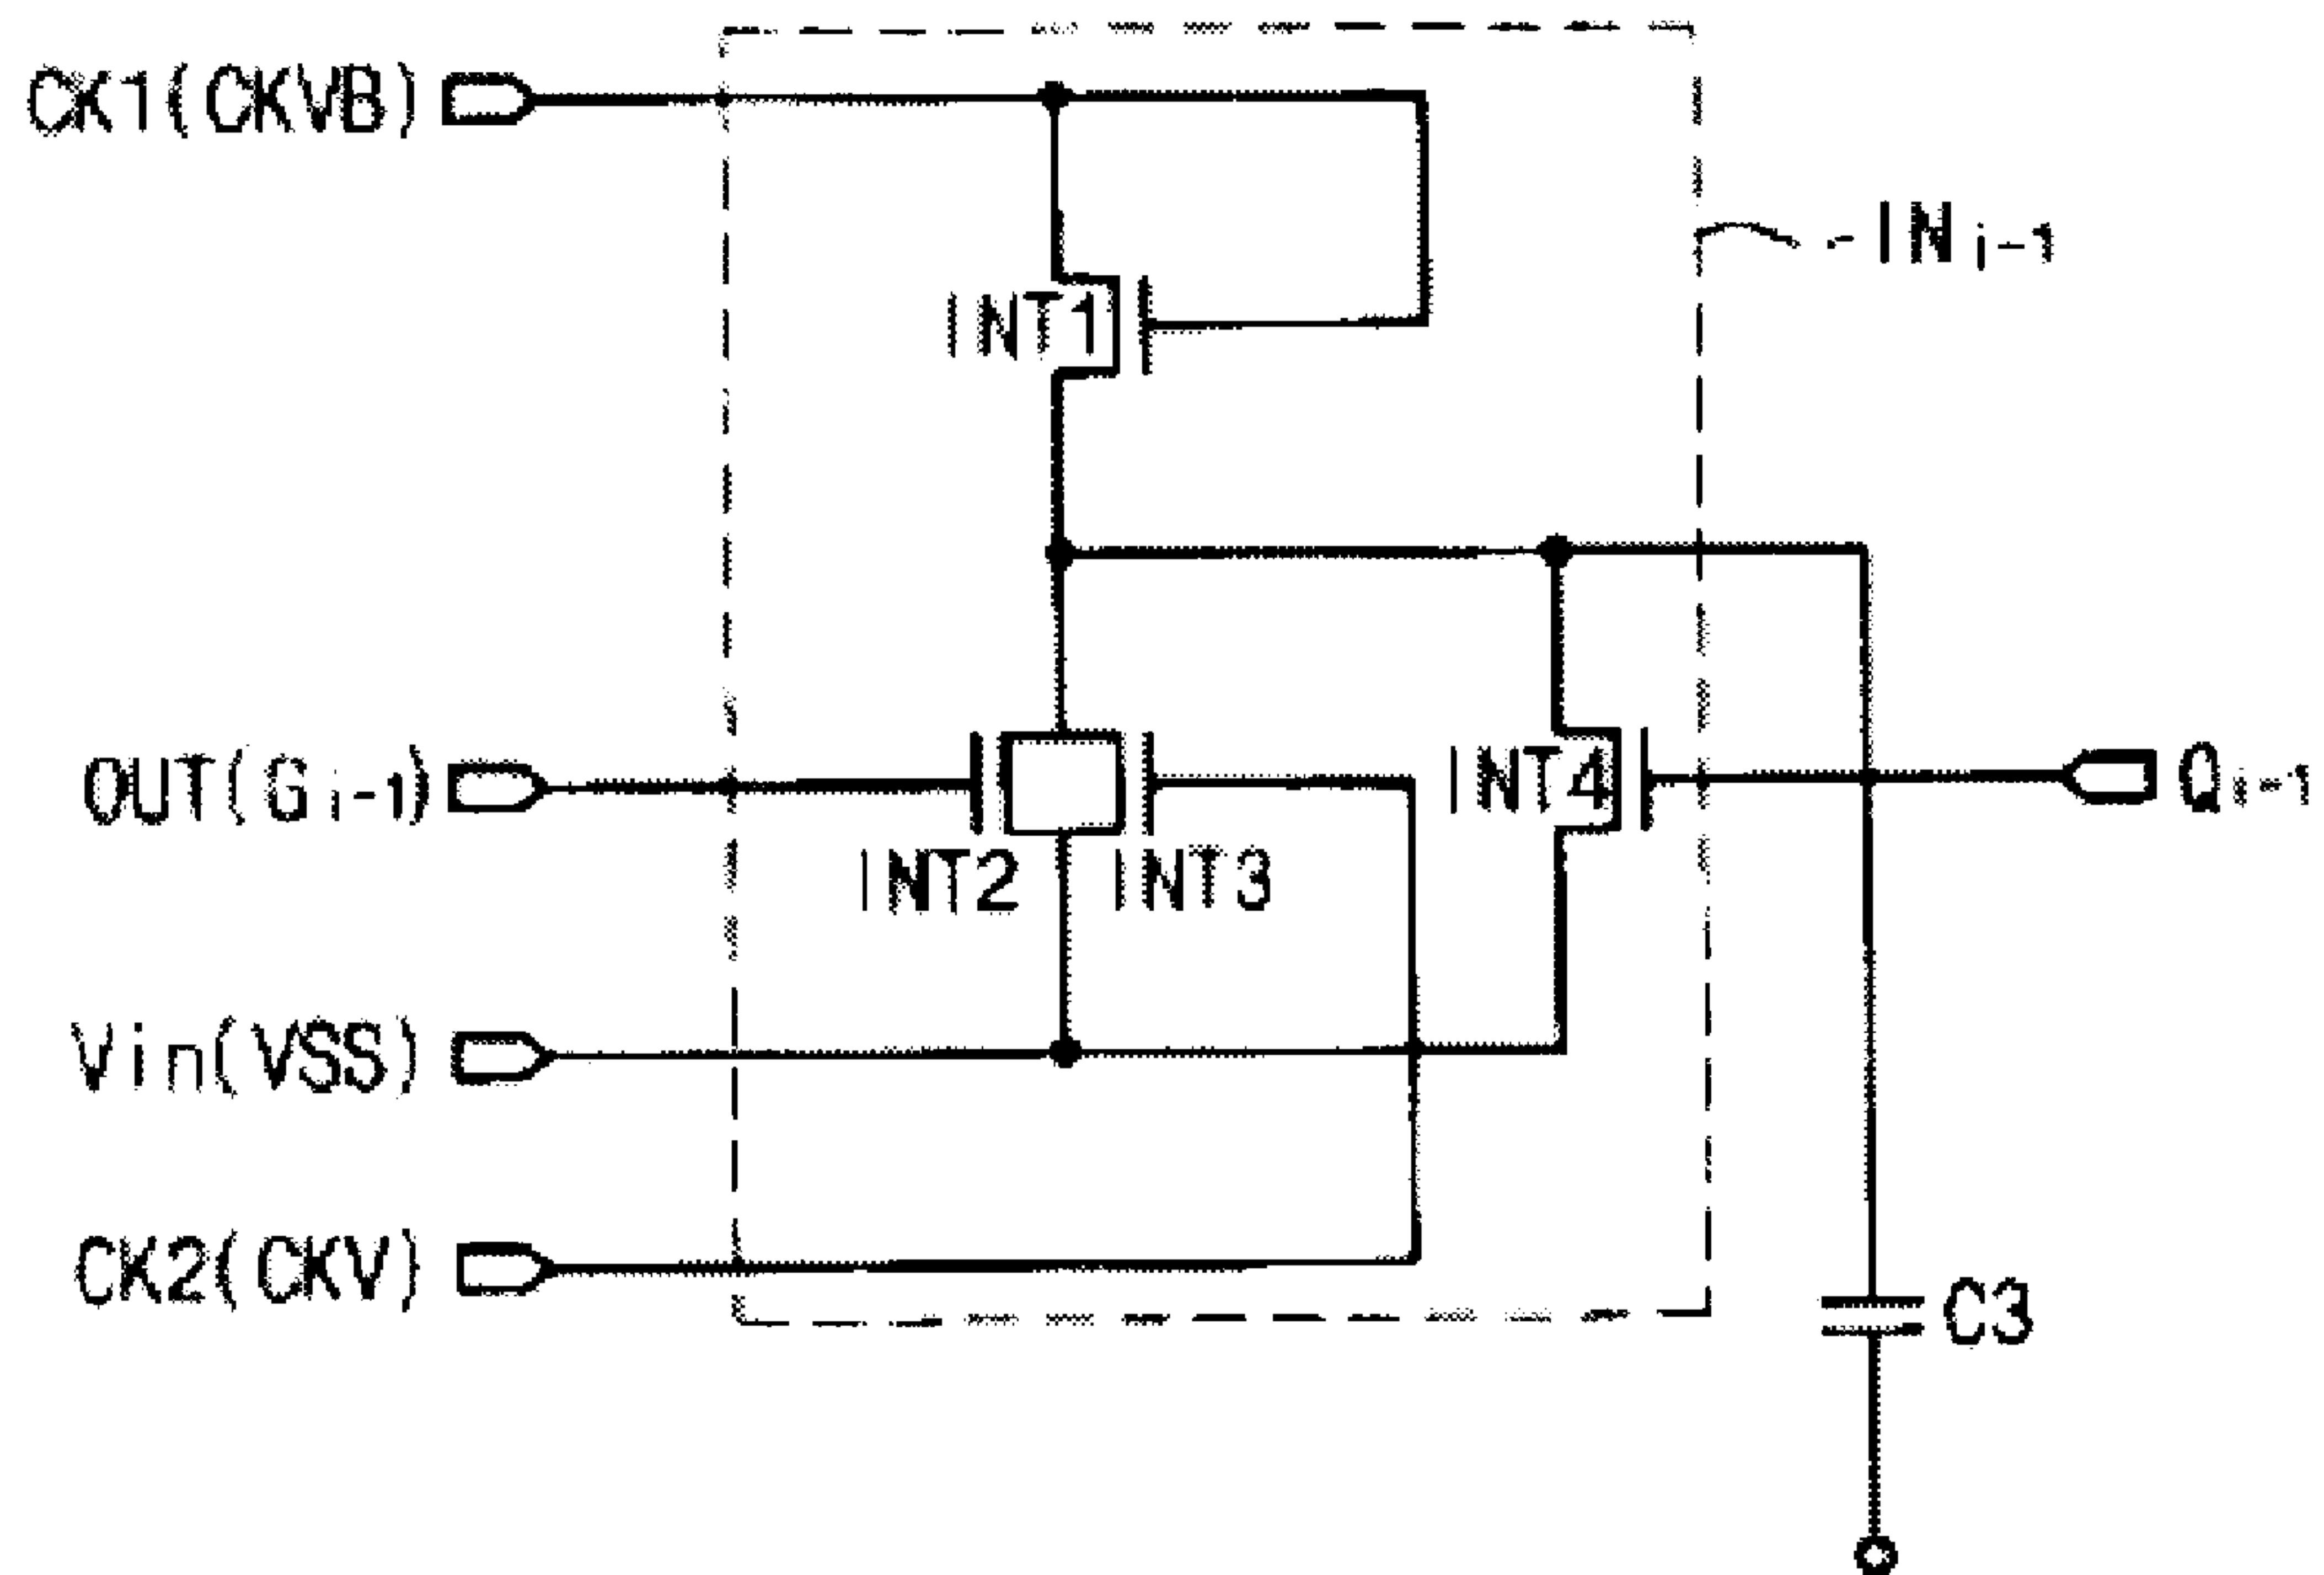 CK1(CKVB)
INi-1
INT1
OUT(Gi-1)
INT4
Qi-1
INT2
INT3
Vin(VSS)
CK2(CKV)
C3